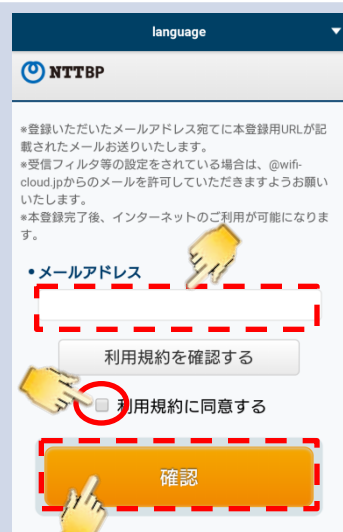 language
NTTBP
*登録いただいたメールアドレス宛てに本登録用URLが記
載されたメールお送りいたします。
*受信フィルタ等の設定をされている場合は、@wifi-
cloud.jpからのメールを許可していただきますようお願い
いたします。
*本登録完了後、インターネットのご利用が可能になりま
す。
•メールアドレス
利用規約を確認する
利用規約に同意する
確認